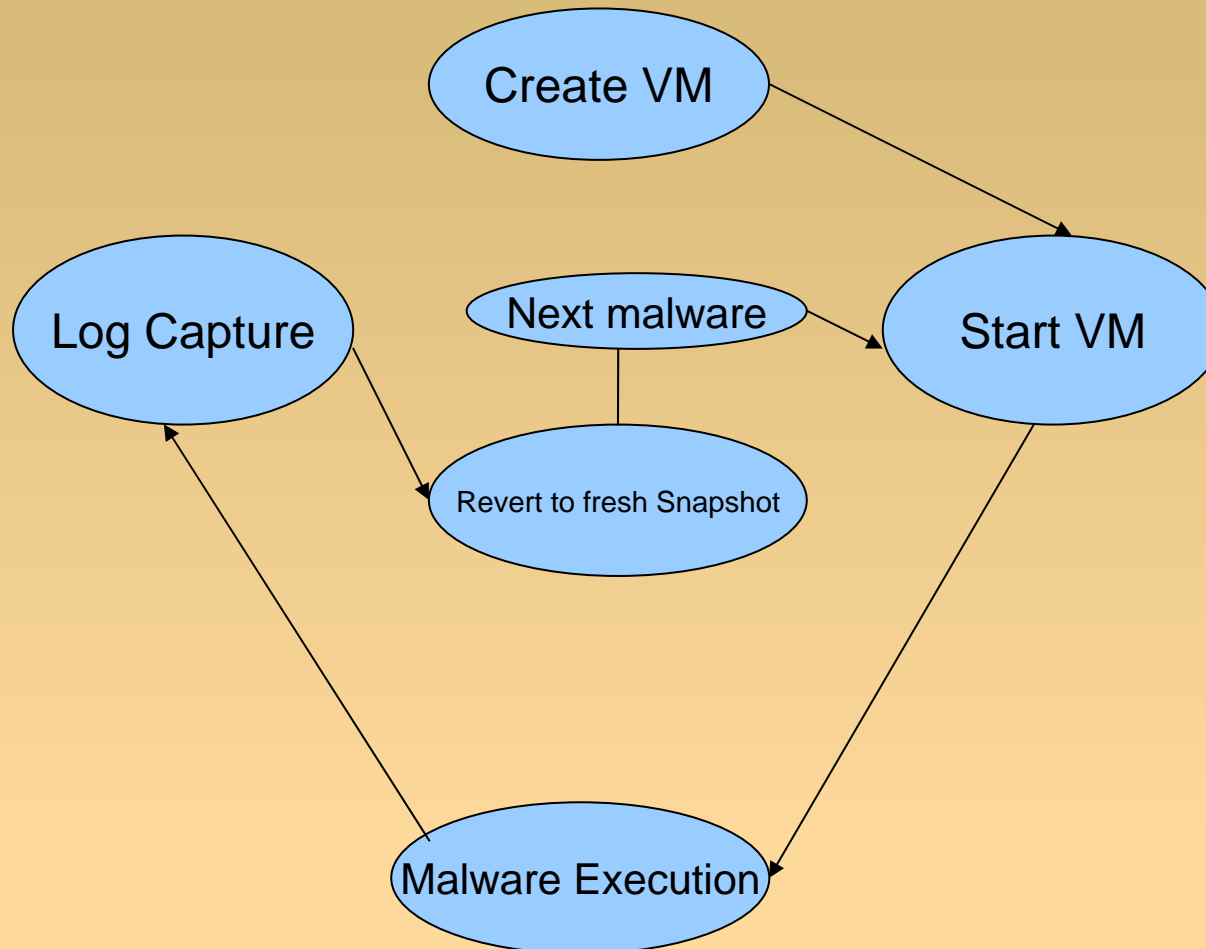 Create VM
Log Capture
Next malware
Start VM
Revert to fresh Snapshot
Malware Execution